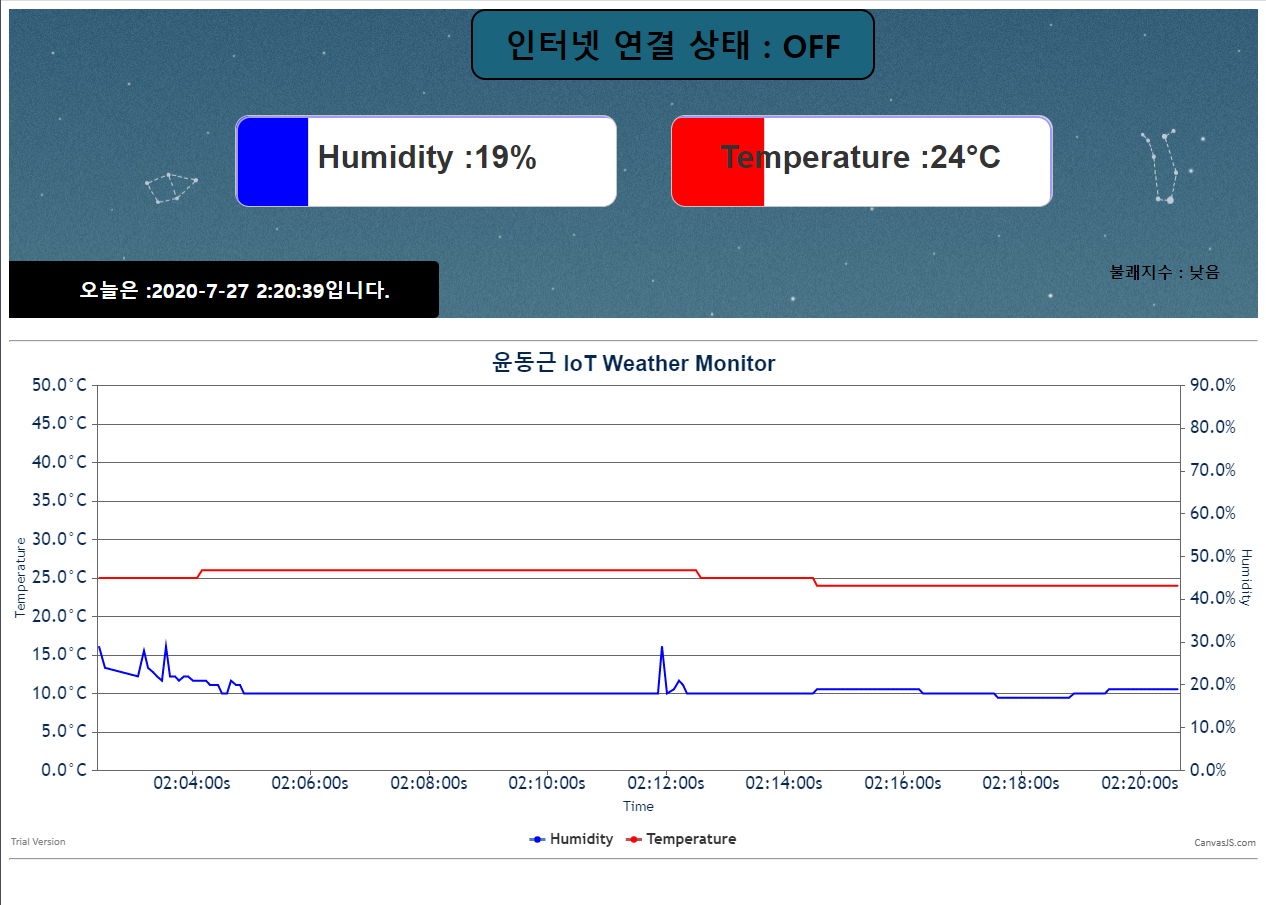 인터넷 연결 상태 : OFF
Humidity :19%
Temperature :24°C
불쾌지수 : 낮음
오늘은 :2020-7-27 2:20:39입니다.
윤동근 IoT Weather Monitor
50.0°C
45.0°C
40.0°C
35.0°C
30.0°C
25.0°C
20.0°C
15.0°C
10.0°C
5.0°C
0.0°C
Temperature
90.0%
80.0%
70.0%
60.0%
50.0%
40.0%
30.0%
20.0%
10.0%
0.0%
Humidity
02:04:00s 02:06:00s 02:08:00s 02:10:00s 02:12:00s 02:14:00s 02:16:00s 02:18:00s 02:20:00s
Time
Humidity Temperature
Trial Version
CanvasJS.com